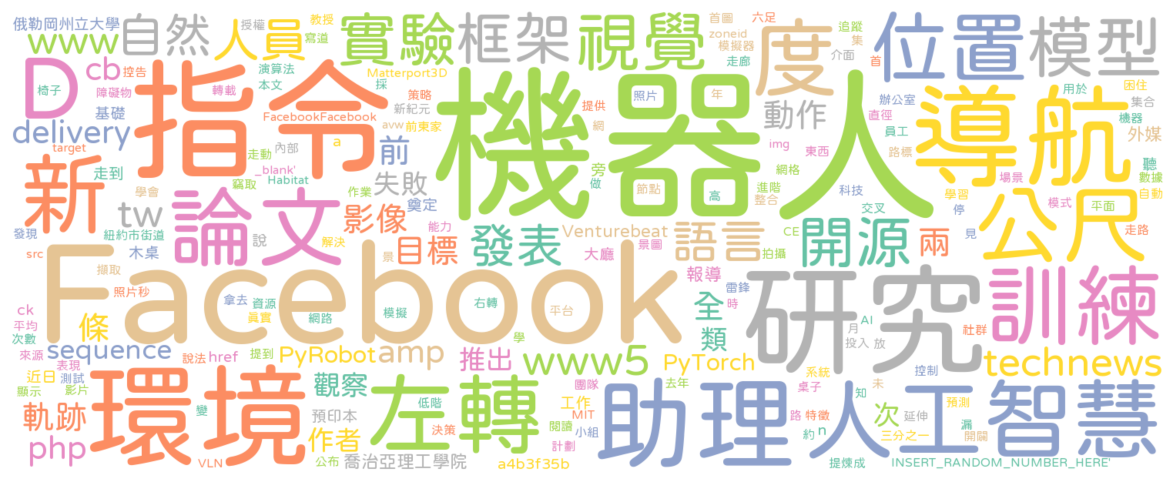 俄勒岡州立大學 授權 教授 寫道
www 自然 人員 實驗 框架 視覺 度 位置 模型
首圖 六足 zoneid 模擬器 走廊 追蹤 集 介面 首
D cb 控告 椅子 障礙物 演算法 本文 轉載 Matterport3D 採 策略 新紀元
指令 機器人 導航
FacebookFacebook 提供 照片 年 動作 辦公室 用於 困住 集合 機器
delivery 基礎 target 走動 內部 a avw 前東家 前 網 img 東西 直徑 員工 路標 外媒 聽 數據
新 走到 _blank' Habitat 學會 竊取 作業 失敗 旁 做 節點 高 網格 進階 整合 科技 學習 場景 模式 平面 自動
論文 tw 影像 奠定 能力 Venturebeat 語言 開源 交叉 CE 停 見 兩 公尺 走路
發現 紐約市街道 木桌 說 解決 目標 發表 大廳 景圖 拍攝
src 擷取 景 報導 雷鋒 研究 訓練
Facebook
照片秒 拿去 資源 真實 網路 模擬 右轉 平台 全 時 月 AI 投入 放 社群
ck 平均 次數 條 類
來源 sequence 說法 href 提到 PyRobot amp 推出 學 www5 PyTorch technews
表現 近日 測試 顯示 影片 觀察 低階 團隊 去年 系統 桌子 控制 知 未
環境 左轉 助理 人工智慧
軌跡 變 預印本 作者 工作 MIT 閱讀 小組 路 特徵 次 延伸 預測
php VLN 公布 決策 喬治亞理工學院 計劃 a4b3f35b 約 n 三分之一 漏 開闢
提煉成 INSERT_RANDOM_NUMBER_HERE'